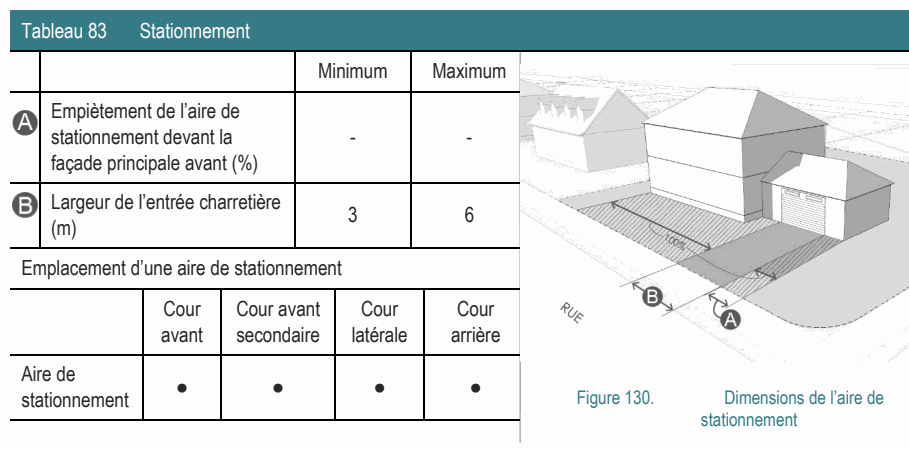 Tableau 83 Stationnement
Minimum Maximum
A Empiètement de l'aire de
stationnement devant la
façade principale avant (%)
- -
B Largeur de l'entrée charretière
(m)
3 6
Emplacement d'une aire de stationnement
Cour
avant
Cour avant
secondaire
Cour
latérale
Cour
arrière
Aire de
stationnement
● ● ● ●
100%
B
A
RUE
Figure 130. Dimensions de l'aire de
stationnement